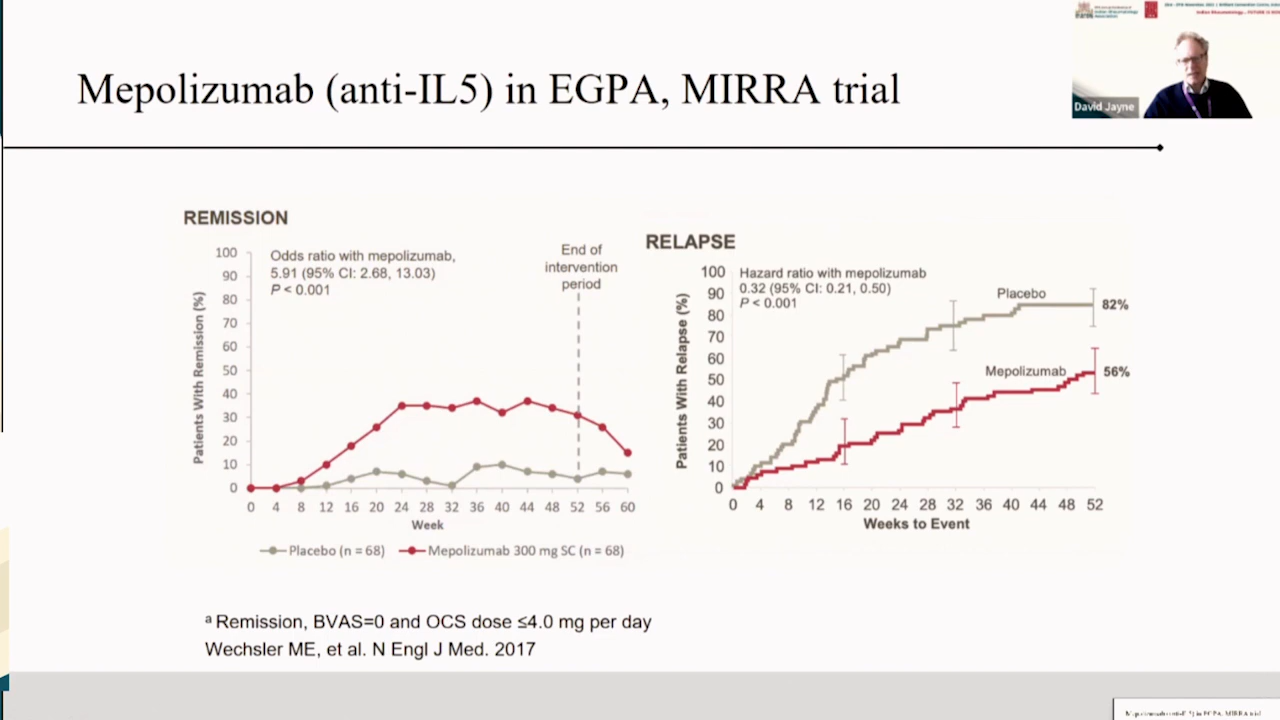 Mepolizumab (anti-IL5) in EGPA, MIRRA trial
David Jayne
REMISSION
Odds ratio with mepolizumab,
5.91 (95% CI: 2.68, 13.03)
P < 0.001
End of
intervention
period
Patients With Remission (%)
100
90
80
70
60
50
40
30
20
10
0
0 4 8 12 16 20 24 28 32 36 40 44 48 52 56 60
Week
Placebo (n = 68) Mepolizumab 300 mg SC (n = 68)
RELAPSE
Hazard ratio with mepolizumab
0.32 (95% CI: 0.21, 0.50)
P < 0.001
Patients With Relapse (%)
100
90
80
70
60
50
40
30
20
10
0
Placebo
82%
Mepolizumab
56%
0 4 8 12 16 20 24 28 32 36 40 44 48 52
Weeks to Event
a Remission, BVAS=0 and OCS dose ≤4.0 mg per day
Wechsler ME, et al. N Engl J Med. 2017